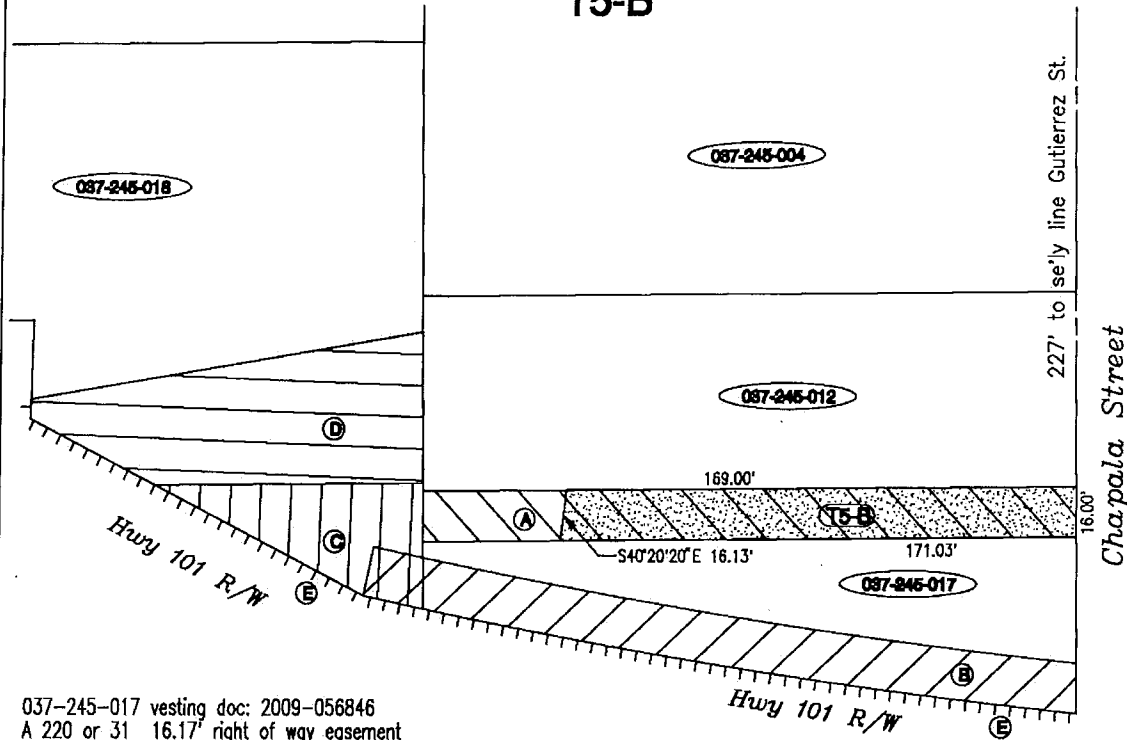 T5-B
227' to se'ly line Gutierrez St.
037-245-004
037-245-018
037-245-012
Chapala Street
D
169.00'
A
T5-B
16.00'
C
S40°20'20"E 16.13'
171.03'
037-245-017
Hwy 101 R/W
E
B
Hwy 101 R/W
E
037-245-017 vesting doc: 2009-056846
A 220 or 31 16.17' right of way easement